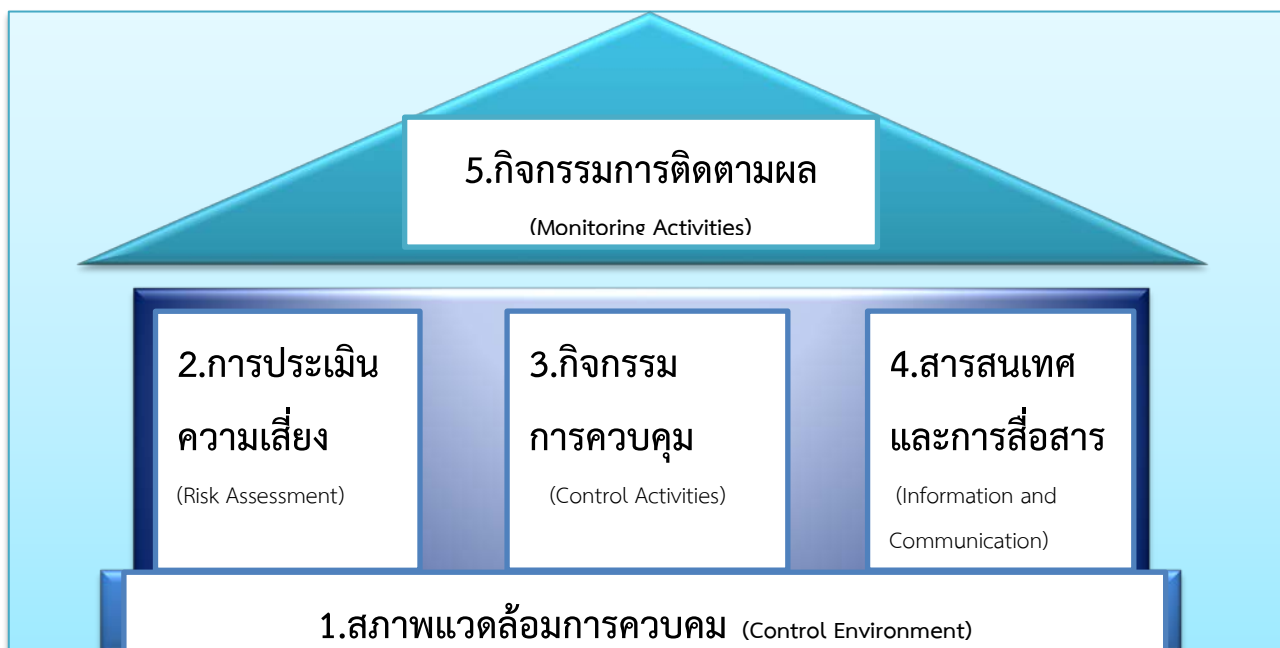 5.กิจกรรมการติดตามผล
(Monitoring Activities)
2.การประเมิน
ความเสี่ยง
(Risk Assessment)
3.กิจกรรม
การควบคุม
(Control Activities)
4.สารสนเทศ
และการสื่อสาร
(Information and
Communication)
1.สภาพแวดล้อมการควบคุม (Control Environment)